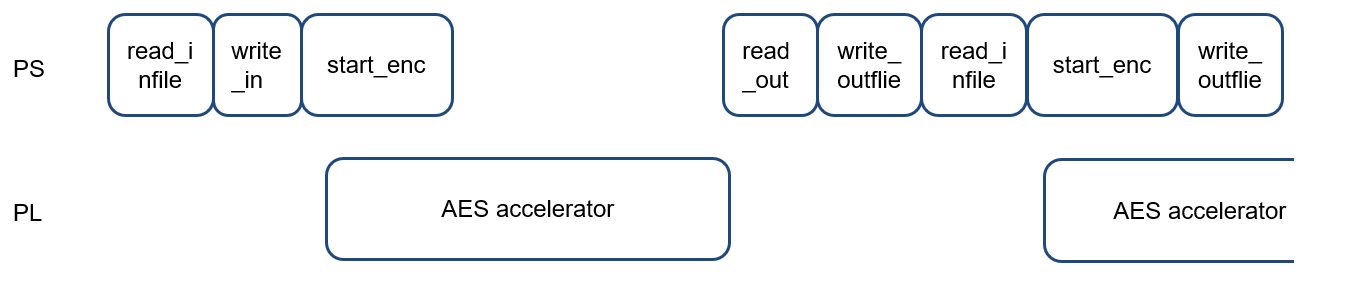 PS
read_i
nfile
write
_in
start_enc
read
_out
write_
outflie
read_i
nfile
start_enc
write_
outflie
PL
AES accelerator
AES accelerator